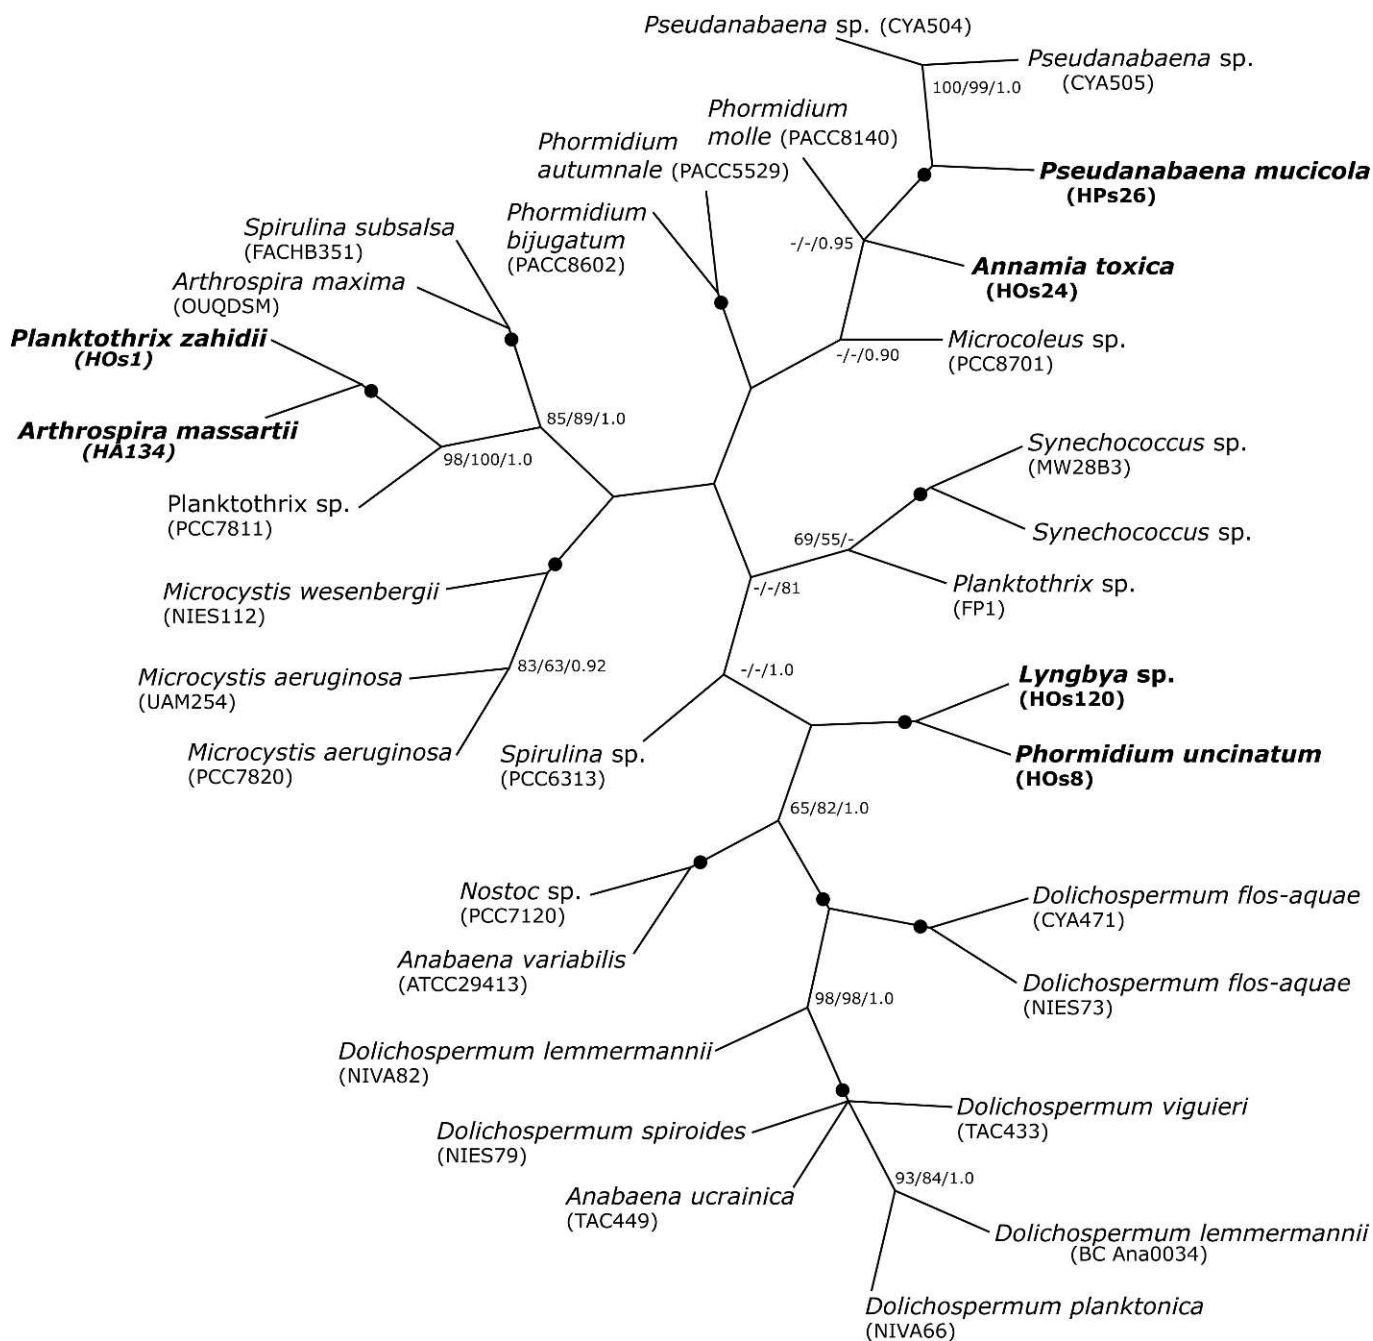 Pseudanabaena sp. (CYA504)
Pseudanabaena sp.
(CYA505)
100/99/1.0
Phormidium
molle (PACC8140)
Phormidium
autumnale (PACC5529)
Pseudanabaena mucicola
(HPs26)
Phormidium
bijugatum
(PACC8602)
Spirulina subsalsa
(FACHB351)
-/-/0.95
Annamia toxica
(HOs24)
Arthrospira maxima
(OUQDSM)
Planktothrix zahidii
(HOs1)
Microcoleus sp.
(PCC8701)
-/-/0.90
85/89/1.0
Arthrospira massartii
(HA134)
98/100/1.0
Synechococcus sp.
(MW28B3)
Planktothrix sp.
(PCC7811)
Synechococcus sp.
69/55/-
Planktothrix sp.
(FP1)
-/-/81
Microcystis wesenbergii
(NIES112)
83/63/0.92
-/-/1.0
Microcystis aeruginosa
(UAM254)
Lyngbya sp.
(HOs120)
Microcystis aeruginosa
(PCC7820)
Spirulina sp.
(PCC6313)
Phormidium uncinatum
(HOs8)
65/82/1.0
Nostoc sp.
(PCC7120)
Dolichospermum flos-aquae
(CYA471)
Anabaena variabilis
(ATCC29413)
Dolichospermum flos-aquae
(NIES73)
98/98/1.0
Dolichospermum lemmermannii
(NIVA82)
Dolichospermum viguieri
(TAC433)
Dolichospermum spiroides
(NIES79)
93/84/1.0
Anabaena ucrainica
(TAC449)
Dolichospermum lemmermannii
(BC Ana0034)
Dolichospermum planktonica
(NIVA66)